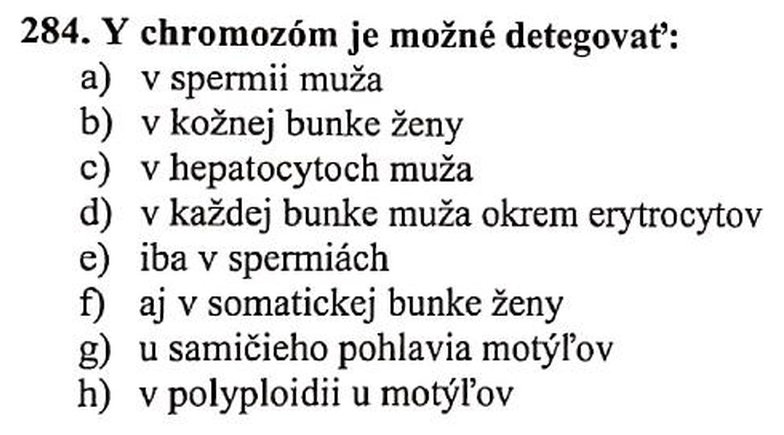 284. Y chromozóm je možné detegovať:
a) v spermii muža
b) v kožnej bunke ženy
c) v hepatocytoch muža
d) v každej bunke muža okrem erytrocytov
e) iba v spermiách
f) aj v somatickej bunke ženy
g) u samičieho pohlavia motýľov
h) v polyploidii u motýľov